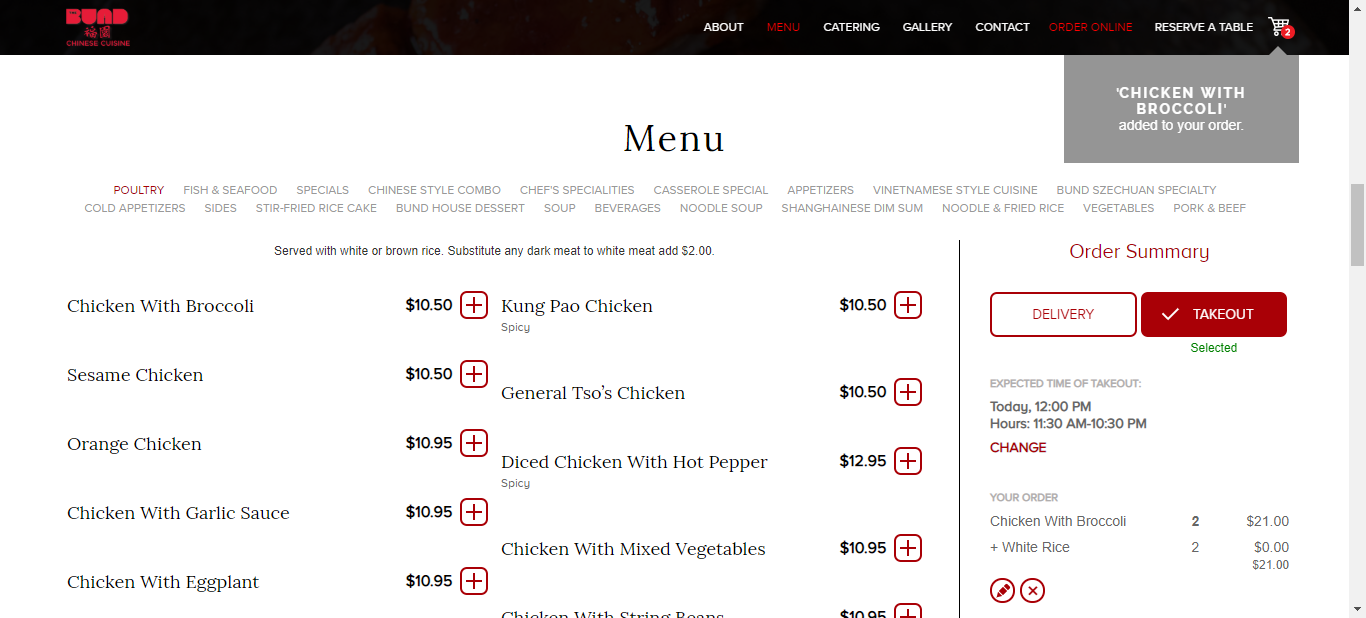 BUND
裕園
CHINESE CUISINE
ABOUT MENU CATERING GALLERY CONTACT ORDER ONLINE RESERVE A TABLE 2
'CHICKEN WITH
BROCCOLI'
added to your order.
Menu
POULTRY FISH & SEAFOOD SPECIALS CHINESE STYLE COMBO CHEF'S SPECIALITIES CASSEROLE SPECIAL APPETIZERS VINETNAMESE STYLE CUISINE BUND SZECHUAN SPECIALTY
COLD APPETIZERS SIDES STIR-FRIED RICE CAKE BUND HOUSE DESSERT SOUP BEVERAGES NOODLE SOUP SHANGHAINESE DIM SUM NOODLE & FRIED RICE VEGETABLES PORK & BEEF
Served with white or brown rice. Substitute any dark meat to white meat add $2.00.
Chicken With Broccoli $10.50
Sesame Chicken $10.50
Orange Chicken $10.95
Chicken With Garlic Sauce $10.95
Chicken With Eggplant $10.95
Kung Pao Chicken $10.50
Spicy
General Tso's Chicken $10.50
Diced Chicken With Hot Pepper $12.95
Spicy
Chicken With Mixed Vegetables $10.95
Chicken With String Beans $10.95
Order Summary
DELIVERY TAKEOUT
Selected
EXPECTED TIME OF TAKEOUT:
Today, 12:00 PM
Hours: 11:30 AM-10:30 PM
CHANGE
YOUR ORDER
Chicken With Broccoli 2 $21.00
+ White Rice 2 $0.00
$21.00